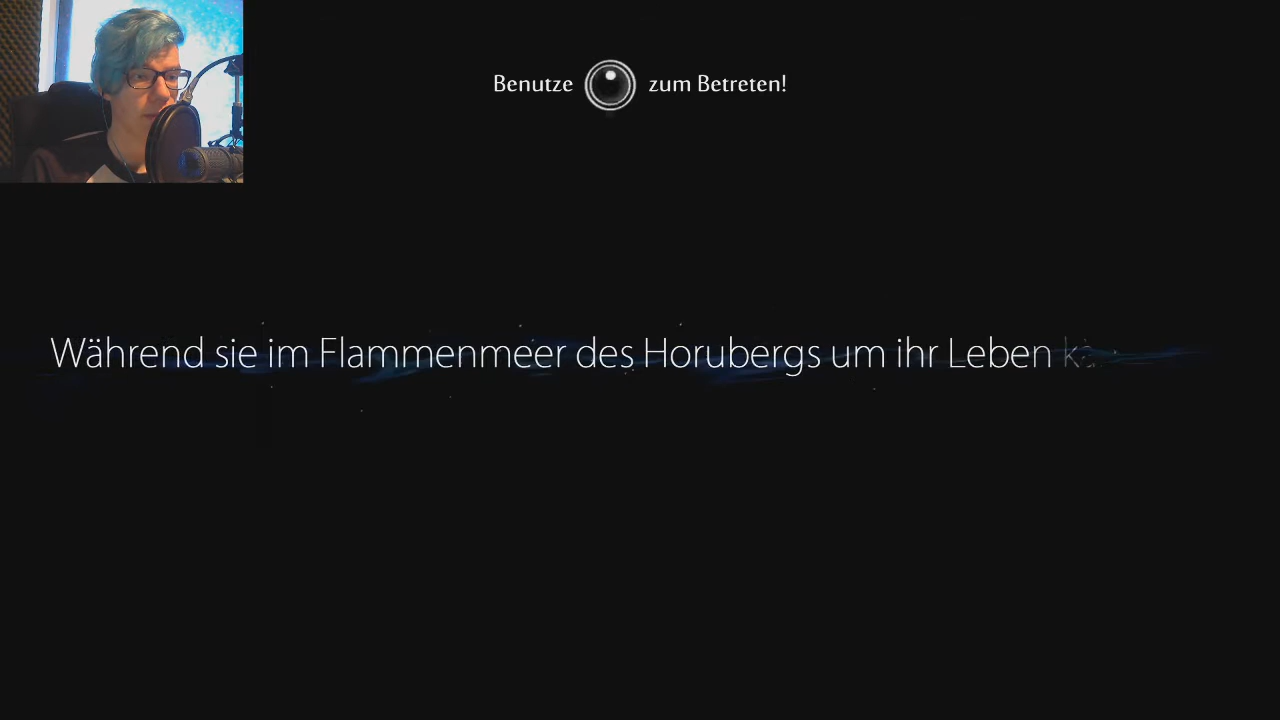 Benutze zum Betreten!
Während sie im Flammenmeer des Horubergs um ihr Leben